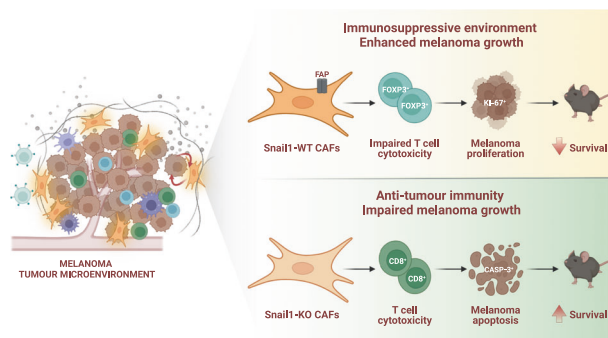 Immunosuppressive environment
Enhanced melanoma growth
FAP
FOXP3⁺
FOXP3⁺
KI-67⁺
Snail1-WT CAFs
Impaired T cell
cytotoxicity
Melanoma
proliferation
Survival
MELANOMA
TUMOUR MICROENVIRONMENT
Anti-tumour immunity
Impaired melanoma growth
CD8⁺
CD8⁺
CASP-3⁺
Snail1-KO CAFs
T cell
cytotoxicity
Melanoma
apoptosis
Survival